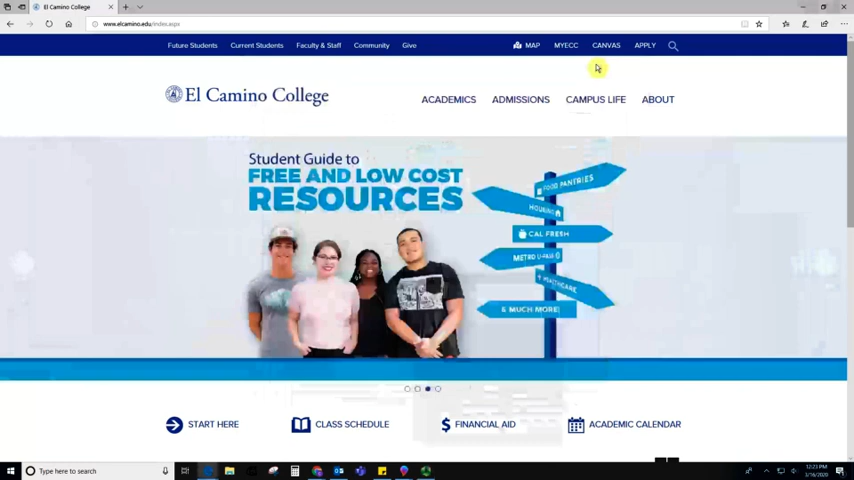 El Camino College
www.elcamino.edu/index.aspx
Future Students Current Students Faculty & Staff Community Give MAP MYECC CANVAS APPLY
El Camino College
ACADEMICS ADMISSIONS CAMPUS LIFE ABOUT
Student Guide to
FREE AND LOW COST
RESOURCES
FOOD PANTRIES
HOUSING
CAL FRESH
METRO U-PASS
HEALTHCARE
& MUCH MORE!
START HERE CLASS SCHEDULE $ FINANCIAL AID ACADEMIC CALENDAR
Type here to search
12:23 PM
3/16/2020